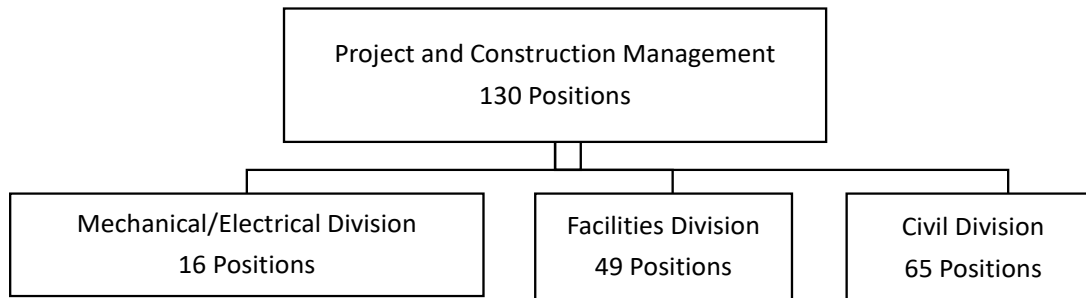 Project and Construction Management
130 Positions
Mechanical/Electrical Division
16 Positions
Facilities Division
49 Positions
Civil Division
65 Positions